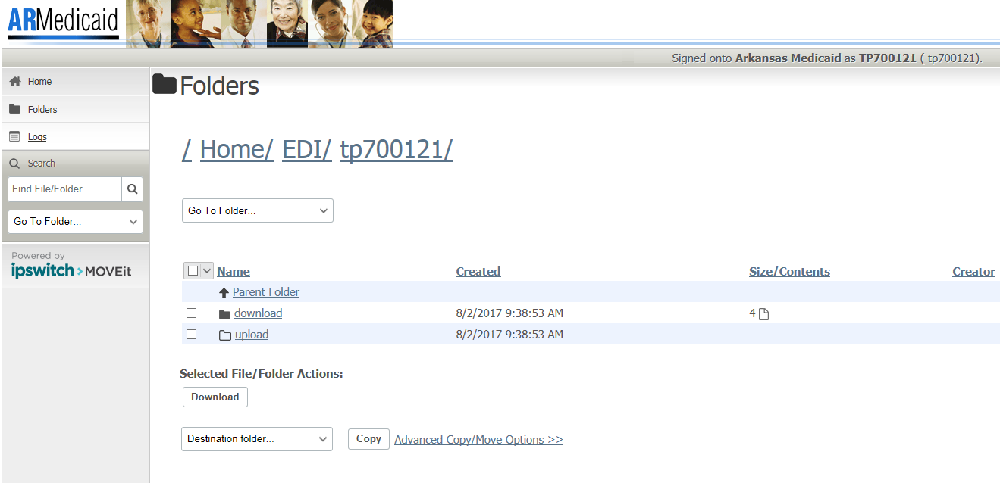 ARMedicaid
Signed onto Arkansas Medicaid as TP700121 ( tp700121).
Home
Folders
Logs
Search
Find File/Folder
Go To Folder...
Powered by
ipswitch > MOVEit
Folders
/ Home/ EDI/ tp700121/
Go To Folder...
Name Created Size/Contents Creator
Parent Folder
download 8/2/2017 9:38:53 AM 4
upload 8/2/2017 9:38:53 AM
Selected File/Folder Actions:
Download
Destination folder... Copy Advanced Copy/Move Options >>